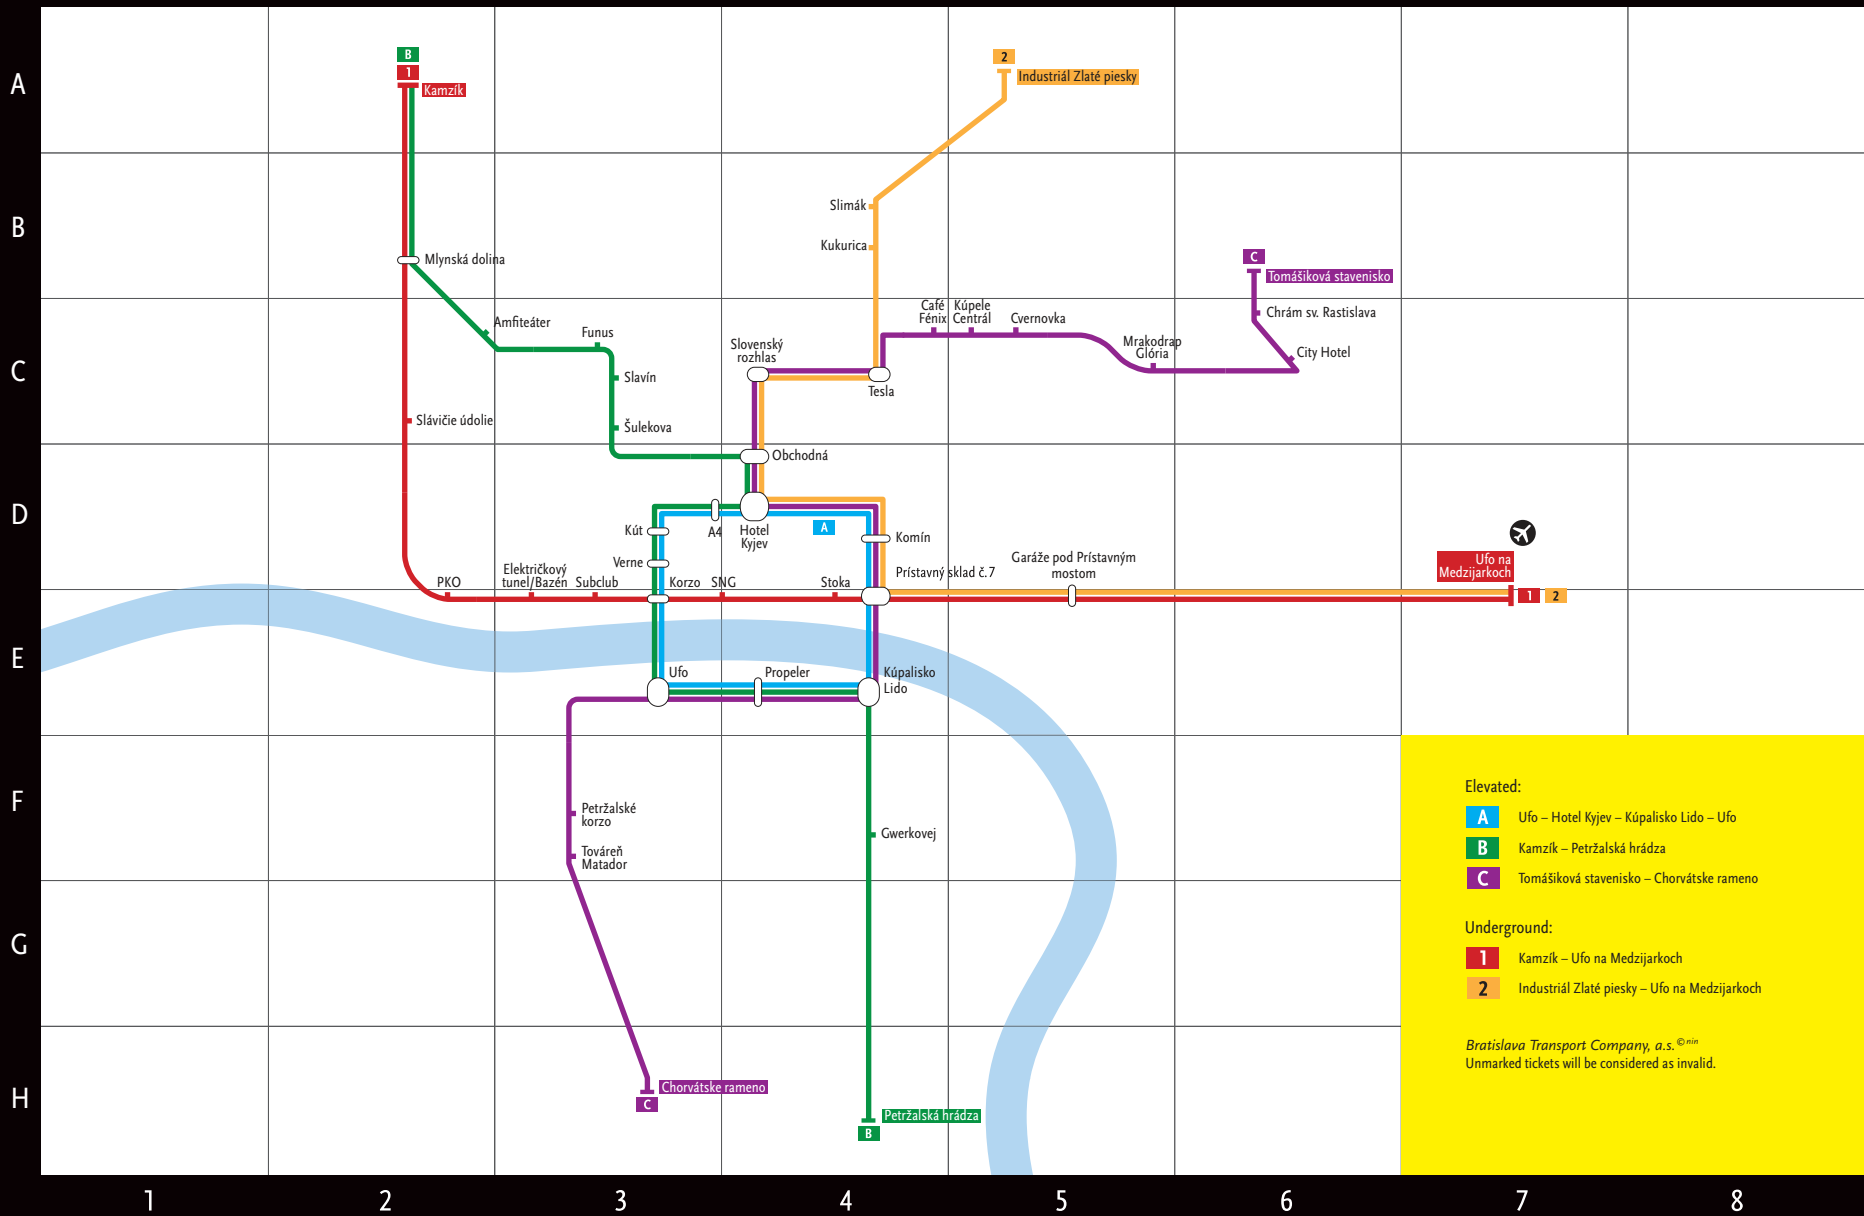 A
B
C
D
E
F
G
H
B
1
Kamzík
2
Industriál Zlaté piesky
Slimák
Kukurica
C
Tomášiková stavenisko
Mlynská dolina
Amfiteáter
Funus
Slavín
Šulekova
Slávičie údolie
Slovenský
rozhlas
Tesla
Café
Fénix
Kúpele
Centrál
Cvernovka
Mrakodrap
Glória
Chrám sv. Rastislava
City Hotel
Obchodná
Kút
A4
Hotel
Kyjev
A
Komín
Verne
PKO
Električkový
tunel/Bazén
Subclub
Korzo
SNG
Stoka
Prístavný sklad č.7
Garáže pod Prístavným
mostom
Ufo na
Medzijarkoch
1
2
Ufo
Propeler
Kúpalisko
Lido
Petržalské
korzo
Továreň
Matador
Gwerkovej
Chorvátske rameno
C
Petržalská hrádza
B
Elevated:
A Ufo – Hotel Kyjev – Kúpalisko Lido – Ufo
B Kamzík – Petržalská hrádza
C Tomášiková stavenisko – Chorvátske rameno
Underground:
1 Kamzík – Ufo na Medzijarkoch
2 Industriál Zlaté piesky – Ufo na Medzijarkoch
Bratislava Transport Company, a.s. © nin
Unmarked tickets will be considered as invalid.
1 2 3 4 5 6 7 8